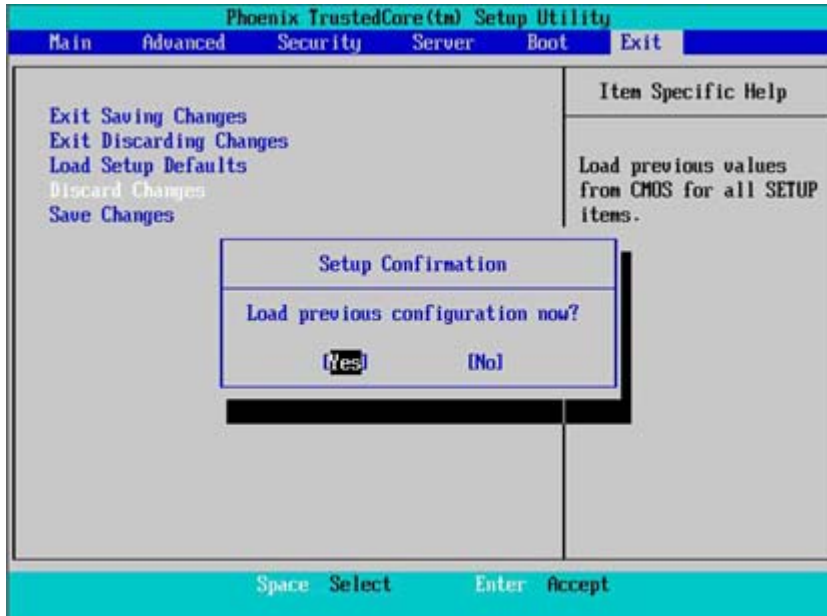 Phoenix TrustedCore(tm) Setup Utility
Main Advanced Security Server Boot Exit
Exit Saving Changes
Exit Discarding Changes
Load Setup Defaults
Discard Changes
Save Changes
Item Specific Help
Load previous values
from CMOS for all SETUP
items.
Setup Confirmation
Load previous configuration now?
[Yes] [No]
Space Select Enter Accept